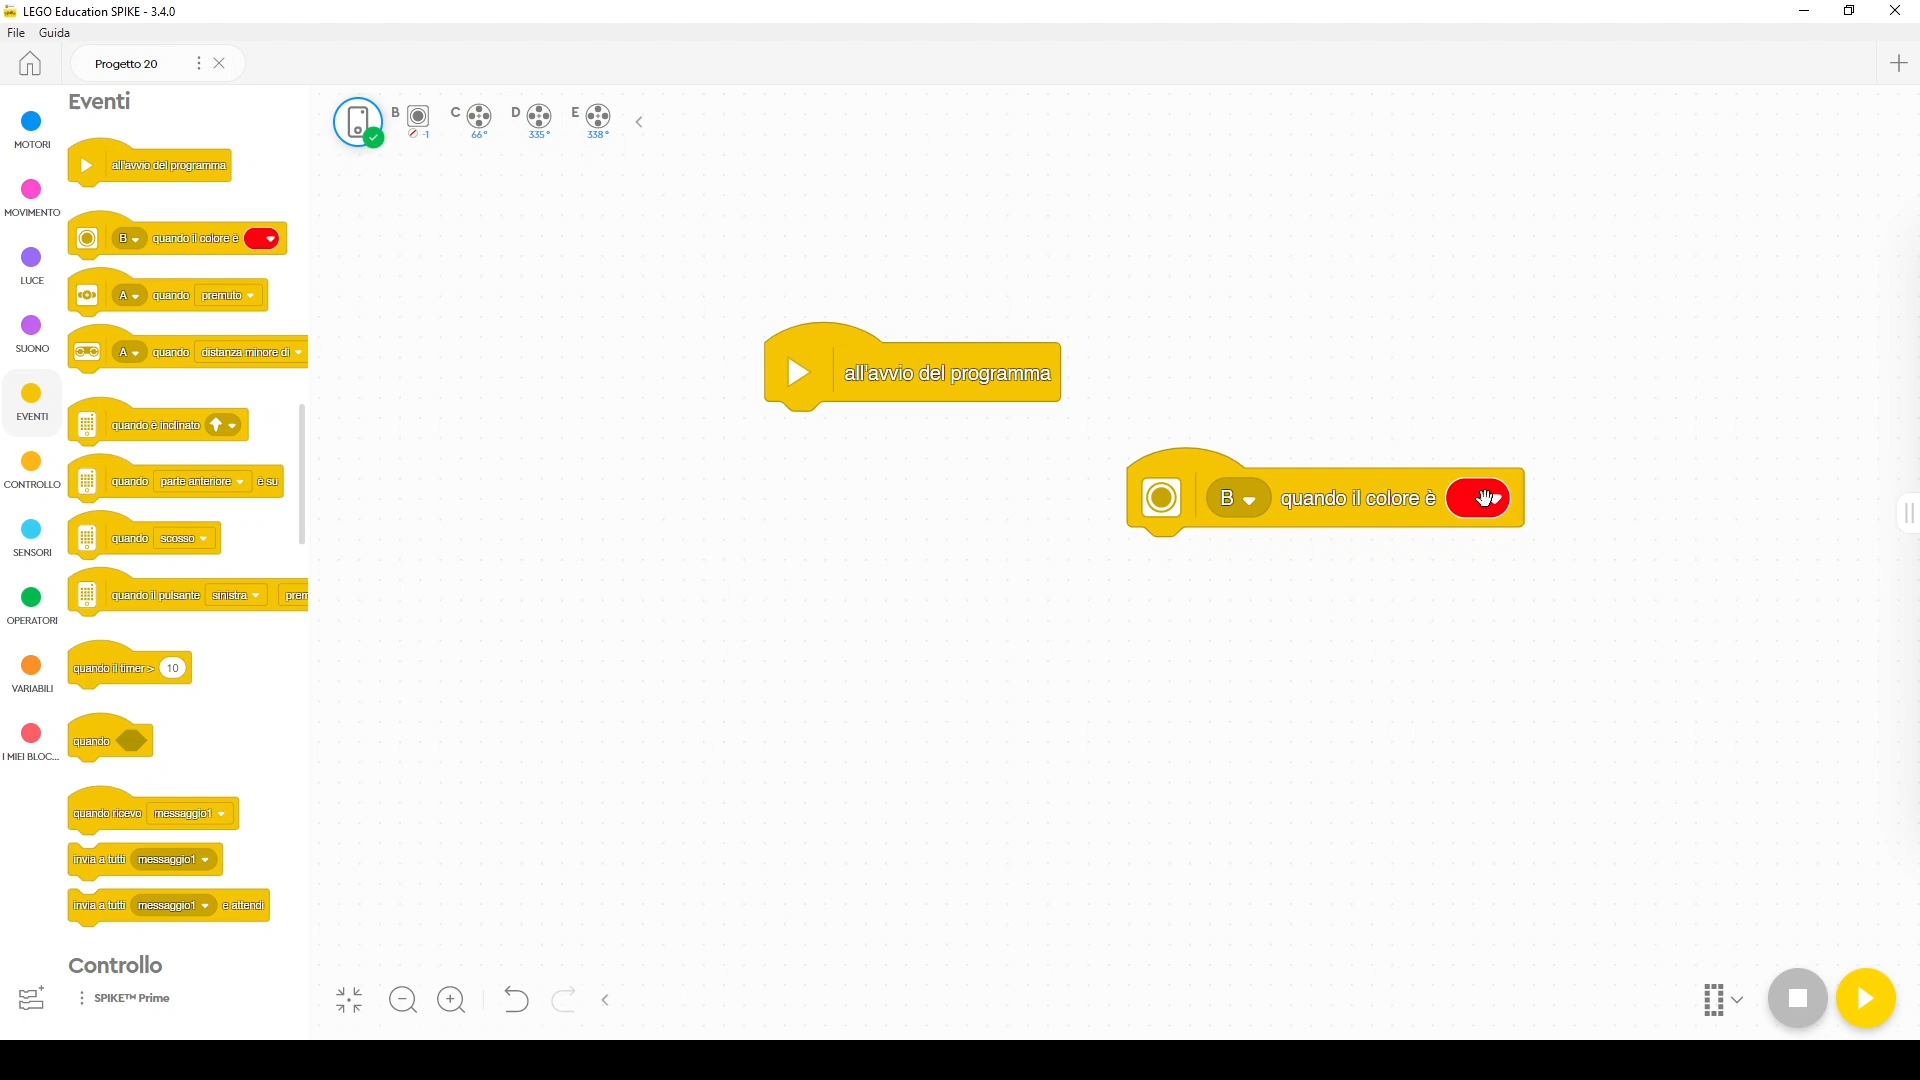 LEGO Education SPIKE - 3.4.0
File Guida
Progetto 20
MOTORI
MOVIMENTO
LUCE
SUONO
EVENTI
CONTROLLO
SENSORI
OPERATORI
VARIABILI
I MIEI BLOC...
Eventi
all'avvio del programma
B quando il colore è
A quando premuto
A quando distanza minore di
quando è inclinato
quando parte anteriore è su
quando scosso
quando il pulsante sinistra prem
quando il timer > 10
quando
quando ricevo messaggio1
invia a tutti messaggio1
invia a tutti messaggio1 e attendi
Controllo
SPIKE™ Prime
B -1
C 66°
D 335°
E 338°
all'avvio del programma
B quando il colore è